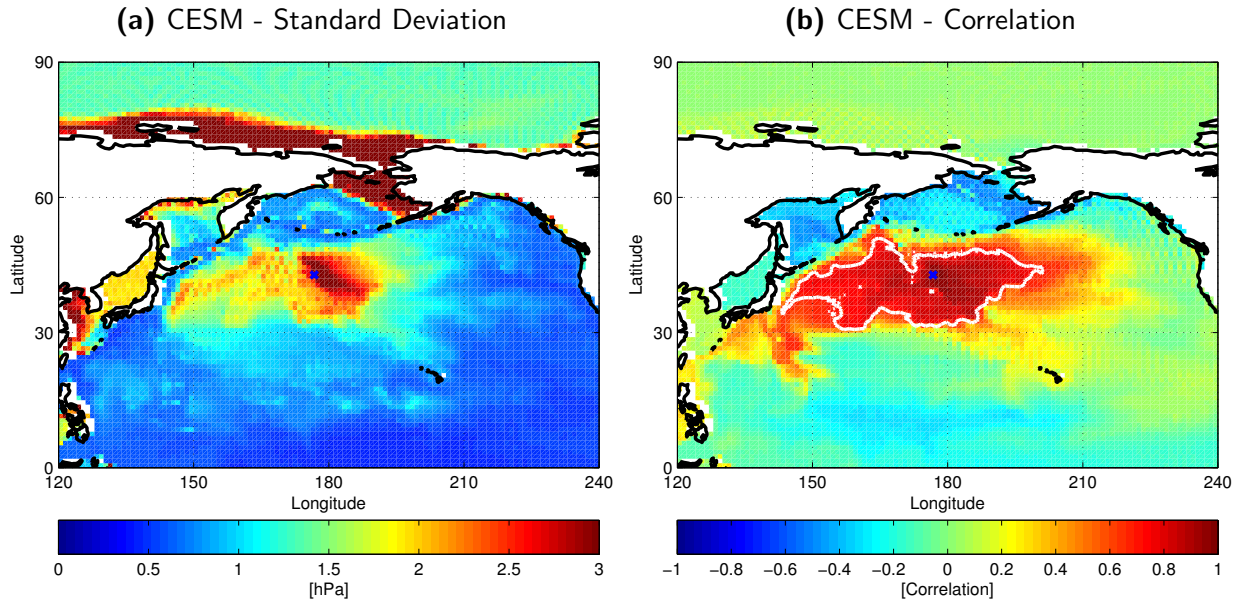 (a) CESM - Standard Deviation
90
60
30
0
Latitude
120 150 180 210 240
Longitude
0 0.5 1 1.5 2 2.5 3
[hPa]
(b) CESM - Correlation
90
60
30
0
Latitude
120 150 180 210 240
Longitude
−1 −0.8 −0.6 −0.4 −0.2 0 0.2 0.4 0.6 0.8 1
[Correlation]